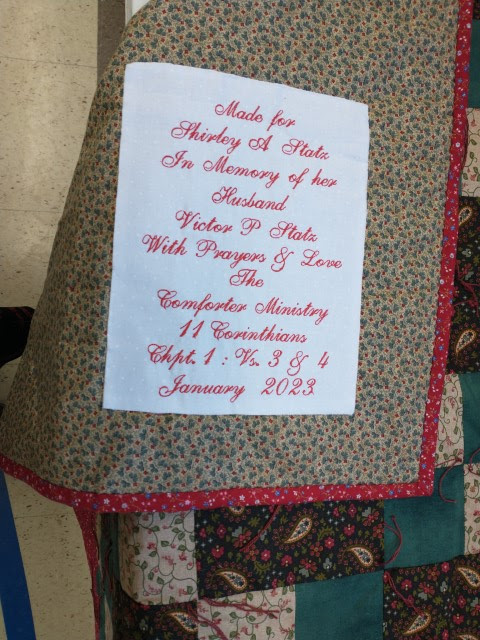 Made for
Shirley A Statz
In Memory of her
Husband
Victor P Statz
With Prayers & Love
The
Comforter Ministry
11 Corinthians
Chpt. 1 : Vs. 3 & 4
January 2023